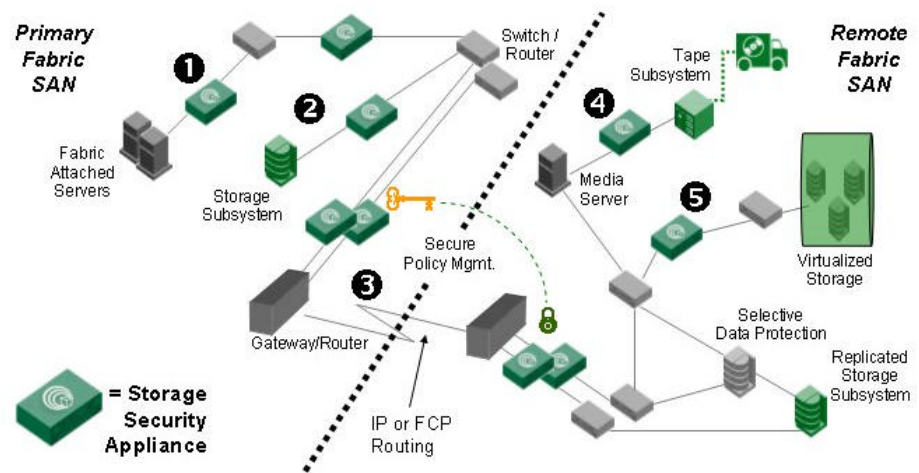 Primary
Fabric
SAN
Switch /
Router
Tape
Subsystem
Remote
Fabric
SAN
1
2
4
Fabric
Attached
Servers
Storage
Subsystem
Media
Server
5
Secure
Policy Mgmt.
Virtualized
Storage
3
Gateway/Router
Selective
Data Protection
Replicated
Storage
Subsystem
= Storage
Security
Appliance
IP or FCP
Routing